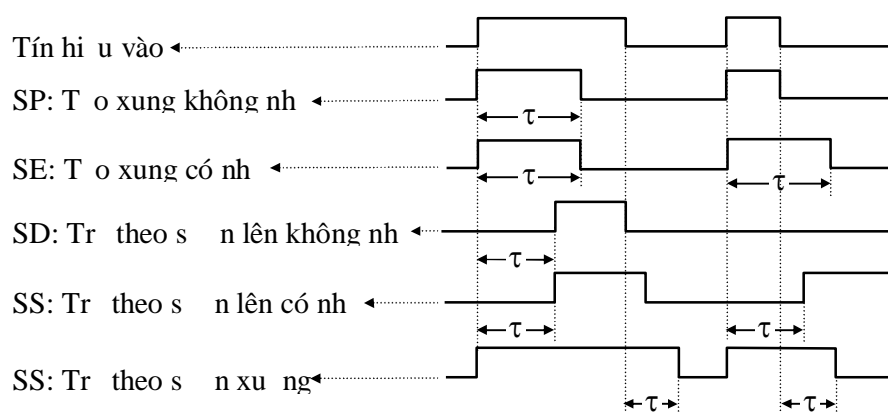 Tín hi u vào
SP: T o xung không nh
τ
SE: T o xung có nh
τ τ
SD: Tr theo s n lên không nh
τ
SS: Tr theo s n lên có nh
τ τ
SS: Tr theo s n xu ng
τ τ